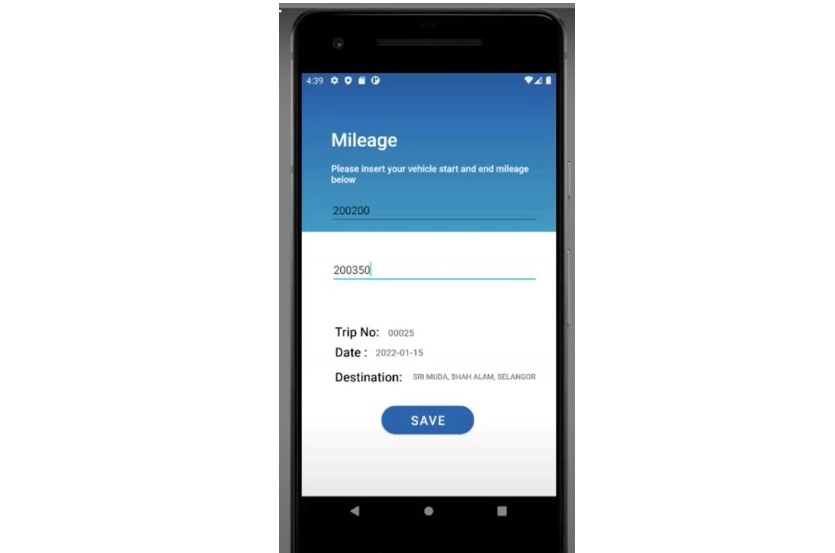 4:39
Mileage
Please insert your vehicle start and end mileage
below
200200
200350
Trip No: 00025
Date : 2022-01-15
Destination: SRI MUDA, SHAH ALAM, SELANGOR
SAVE